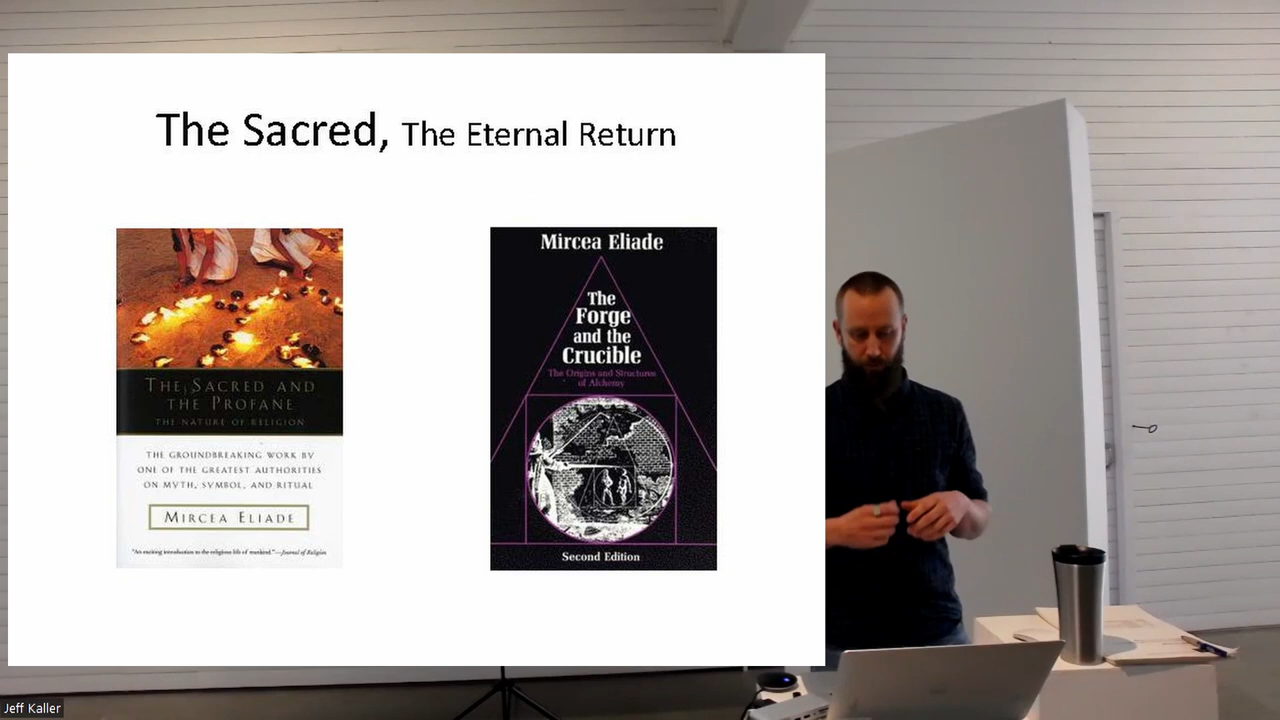 The Sacred, The Eternal Return
THE SACRED AND
THE PROFANE
THE NATURE OF RELIGION
THE GROUNDBREAKING WORK BY
ONE OF THE GREATEST AUTHORITIES
ON MYTH, SYMBOL, AND RITUAL
MIRCEA ELIADE
"An exciting introduction to the religious life of mankind."—Journal of Religion
Mircea Eliade
The
Forge
and the
Crucible
The Origins and Structures
of Alchemy
Second Edition
Jeff Kaller